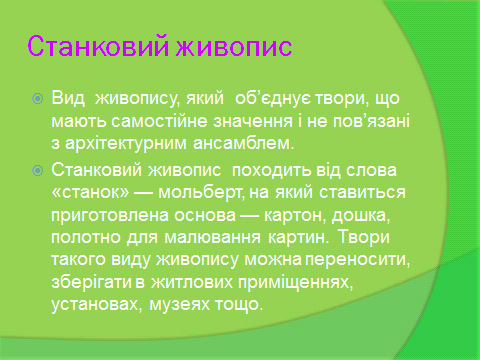 Станковий живопис
Вид живопису, який об’єднує твори, що
мають самостійне значення і не пов’язані
з архітектурним ансамблем.
Станковий живопис походить від слова
«станок» — мольберт, на який ставиться
приготовлена основа — картон, дошка,
полотно для малювання картин. Твори
такого виду живопису можна переносити,
зберігати в житлових приміщеннях,
установах, музеях тощо.